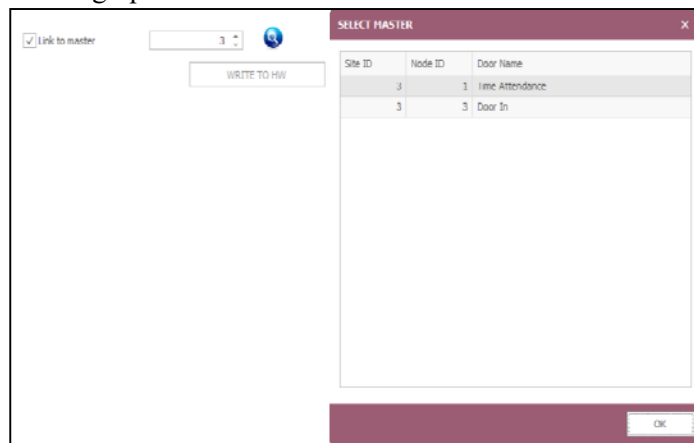 Link to master
3
WRITE TO HW
SELECT MASTER
X
Site ID Node ID Door Name
3 1 Time Attendance
3 3 Door In
OK